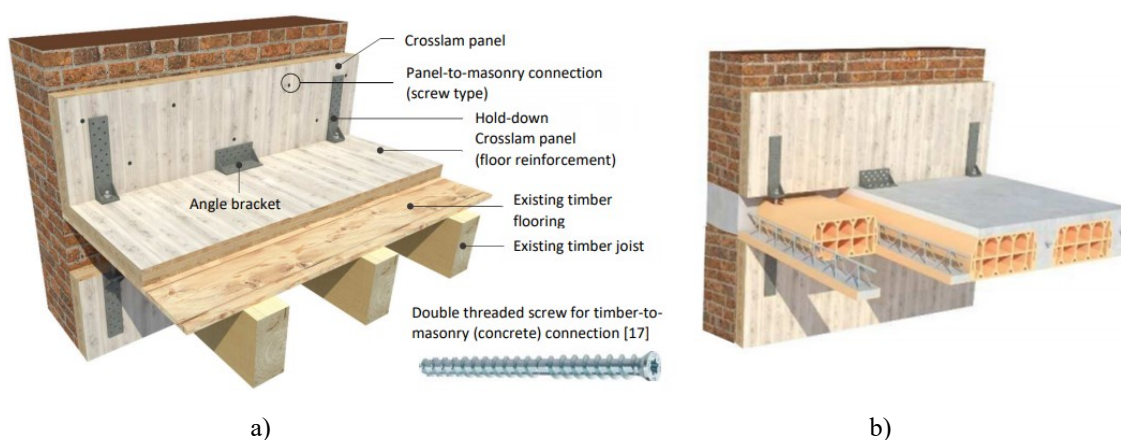 Crosslam panel
Panel-to-masonry connection
(screw type)
Hold-down
Crosslam panel
(floor reinforcement)
Angle bracket
Existing timber
flooring
Existing timber joist
Double threaded screw for timber-to-
masonry (concrete) connection [17]
a)
b)